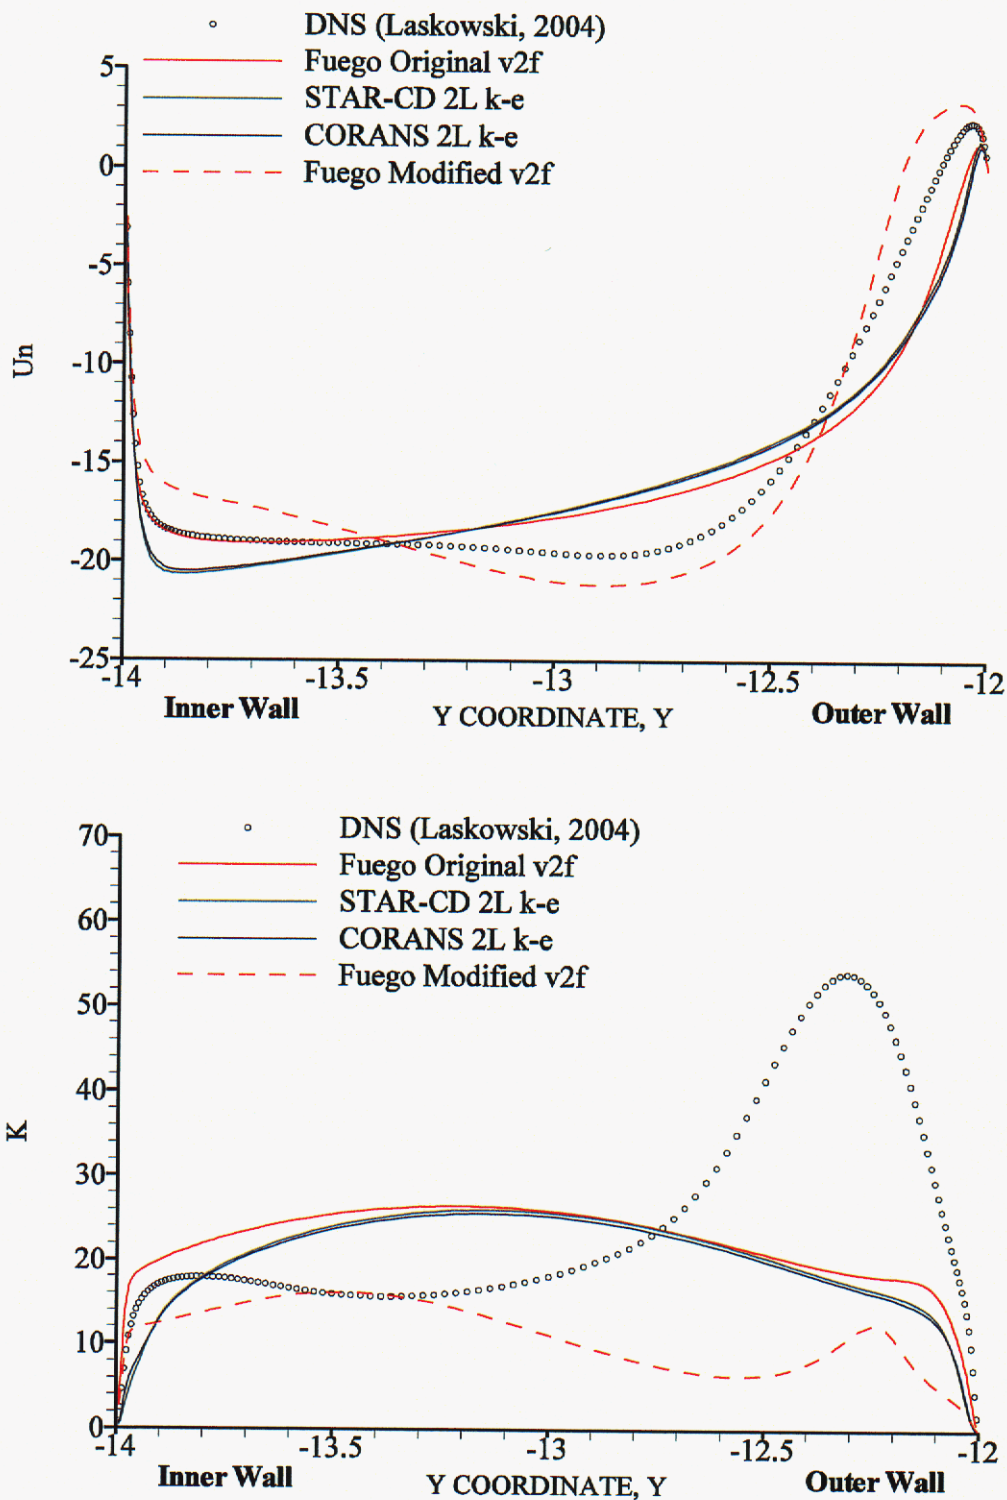 DNS (Laskowski, 2004)
Fuego Original v2f
STAR-CD 2L k-e
CORANS 2L k-e
Fuego Modified v2f
5
0
-5
-10
-15
-20
-25
Un
-14
-13.5
-13
-12.5
-12
Inner Wall
Y COORDINATE, Y
Outer Wall
DNS (Laskowski, 2004)
Fuego Original v2f
STAR-CD 2L k-e
CORANS 2L k-e
Fuego Modified v2f
70
60
50
40
30
20
10
0
K
-14
-13.5
-13
-12.5
-12
Inner Wall
Y COORDINATE, Y
Outer Wall